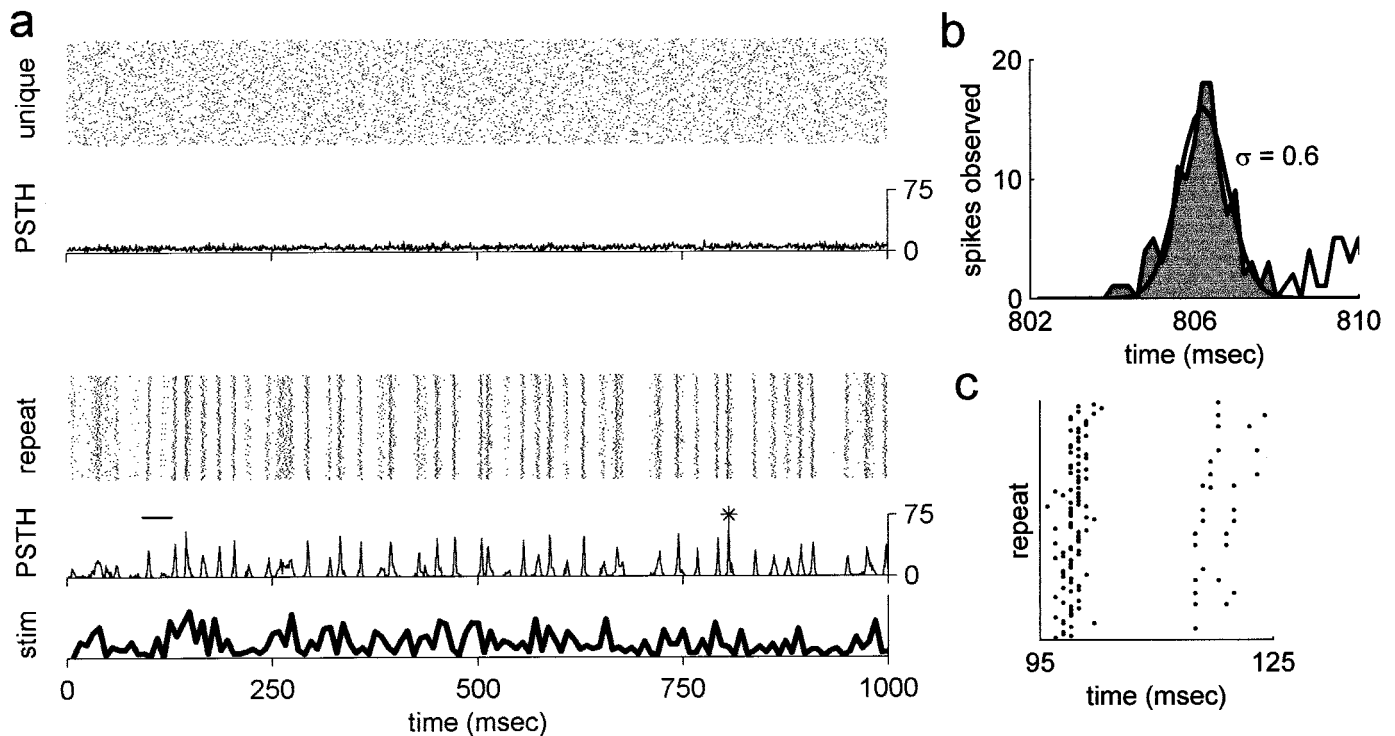 a
unique
PSTH
75
0
repeat
PSTH
75
0
*
stim
0 250 500 750 1000
time (msec)
b
spikes observed
20
10
0
σ = 0.6
802 806 810
time (msec)
c
repeat
95 125
time (msec)